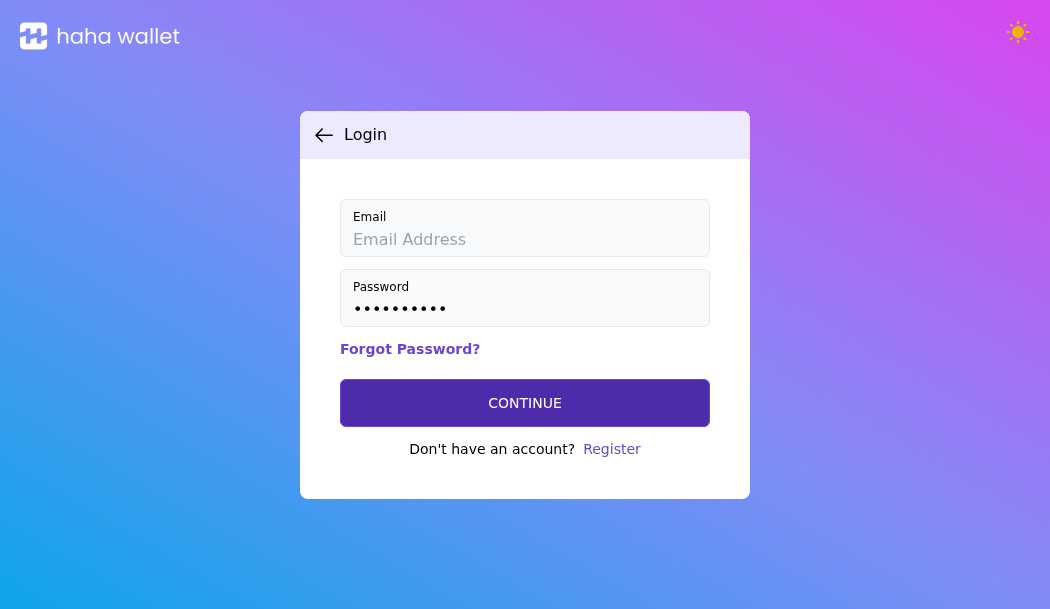 haha wallet
Login
Email
Email Address
Password
••••••••••
Forgot Password?
CONTINUE
Don't have an account? Register